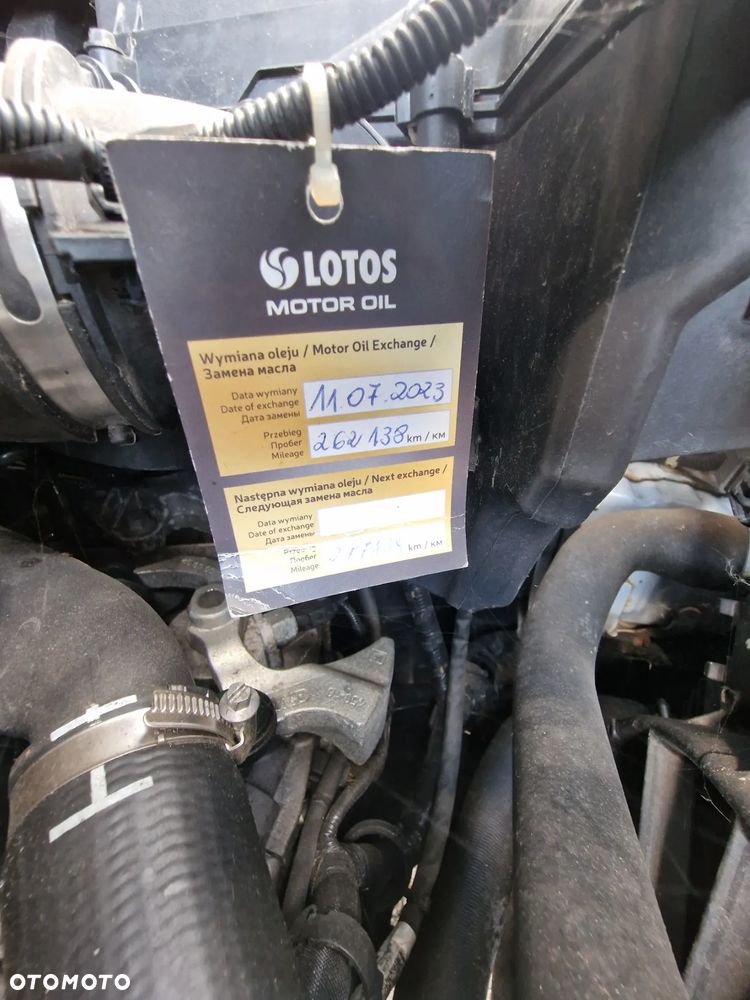 LOTOS
MOTOR OIL
Wymiana oleju / Motor Oil Exchange /
Замена масла
Data wymiany
Date of exchange
Дата замены
11.07.2023
Przebieg
Пробег
Mileage
262 138 km / км
Następna wymiana oleju / Next exchange /
Следующая замена масла
Data wymiany
Date of exchange
Дата замены
Przebieg
Пробег
Mileage
km / км
OTOMOTO